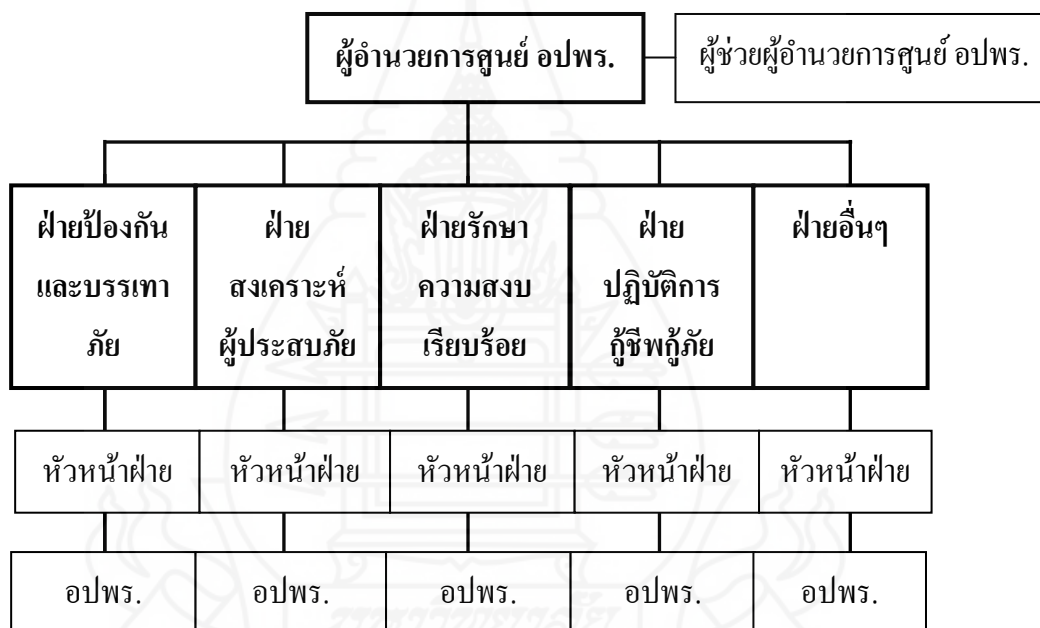 ผู้อำนวยการศูนย์ อปพร.
ผู้ช่วยผู้อำนวยการศูนย์ อปพร.
ฝ่ายป้องกัน
และบรรเทา
ภัย
ฝ่าย
สงเคราะห์
ผู้ประสบภัย
ฝ่ายรักษา
ความสงบ
เรียบร้อย
ฝ่าย
ปฏิบัติการ
กู้ชีพกู้ภัย
ฝ่ายอื่นๆ
หัวหน้าฝ่าย
หัวหน้าฝ่าย
หัวหน้าฝ่าย
หัวหน้าฝ่าย
หัวหน้าฝ่าย
อปพร.
อปพร.
อปพร.
อปพร.
อปพร.